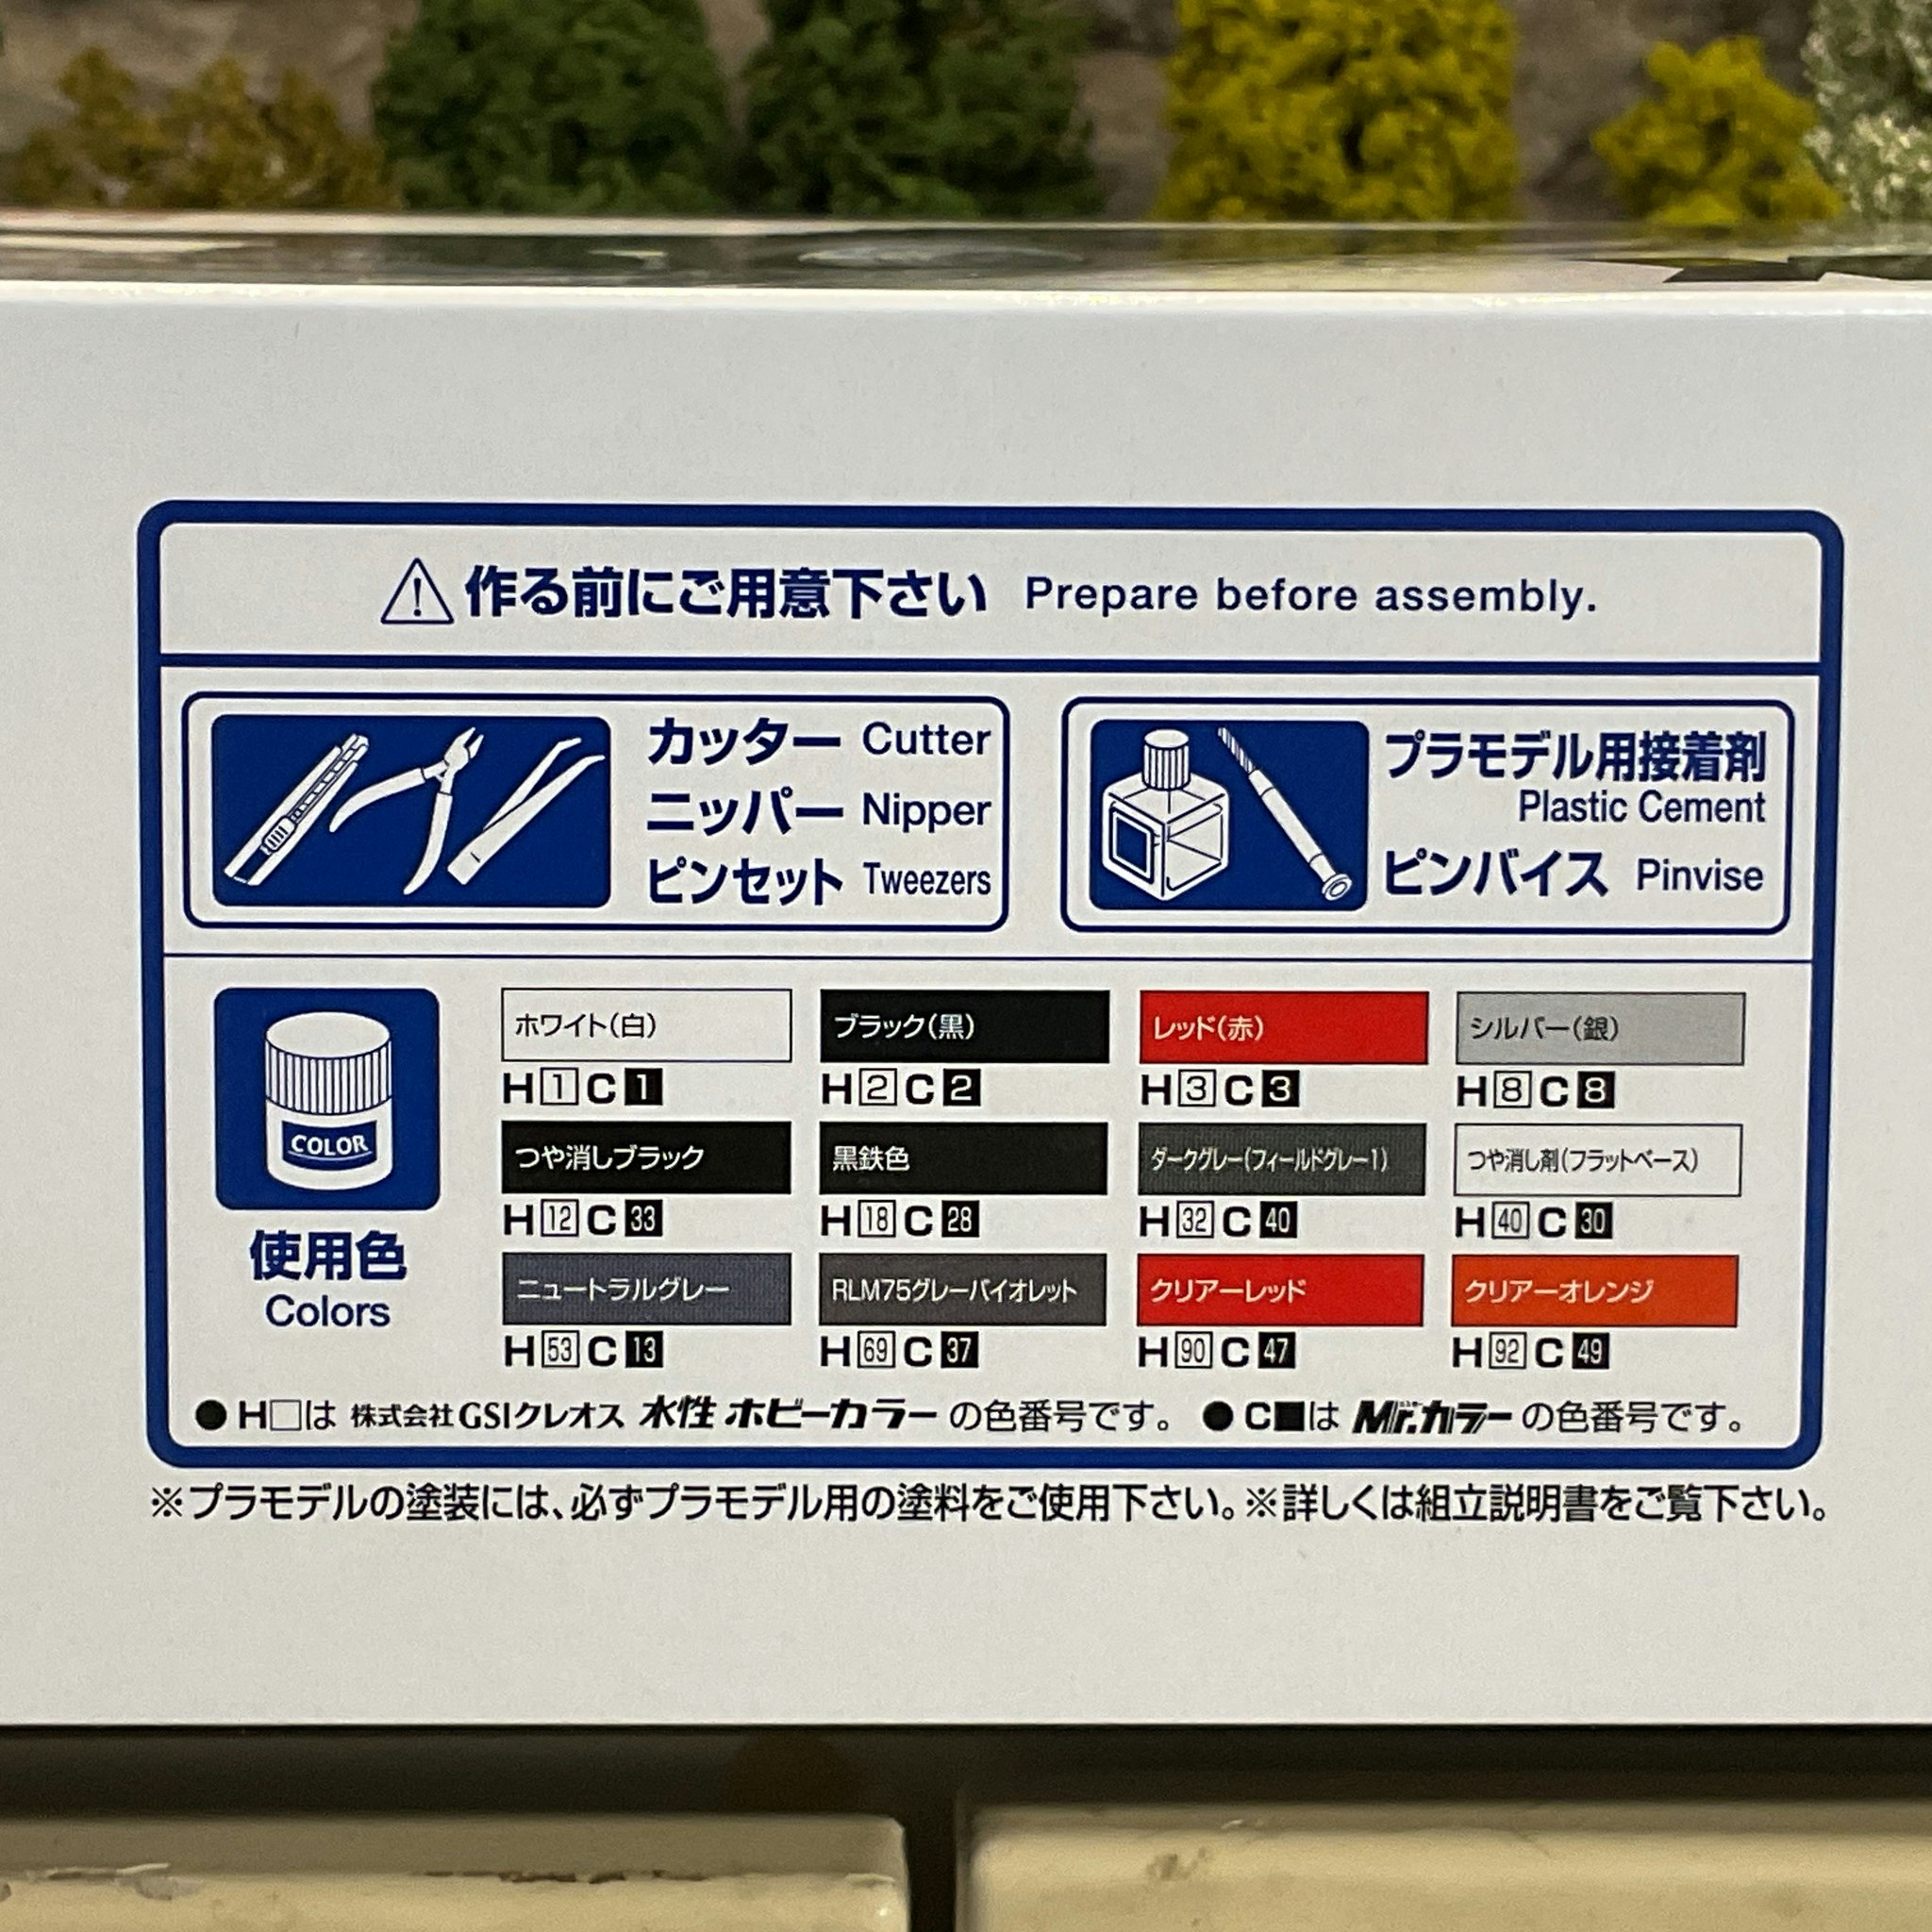 作る前にご用意下さい Prepare before assembly.
カッター Cutter
ニッパー Nipper
ピンセット Tweezers
プラモデル用接着剤
Plastic Cement
ピンバイス Pinvise
COLOR
使用色
Colors
ホワイト(白) ブラック(黒) レッド(赤) シルバー(銀)
H1C1 H2C2 H3C3 H8C8
つや消しブラック 黒鉄色 ダークグレー(フィールドグレー1) つや消し剤(フラットベース)
H12C33 H18C28 H32C40 H40C30
ニュートラルグレー RLM75グレーバイオレット クリアーレッド クリアーオレンジ
H53C13 H69C37 H90C47 H92C49
●H□は 株式会社GSIクレオス 水性ホビーカラー の色番号です。 ●C■は Mr.カラー の色番号です。
※プラモデルの塗装には、必ずプラモデル用の塗料をご使用下さい。※詳しくは組立説明書をご覧下さい。